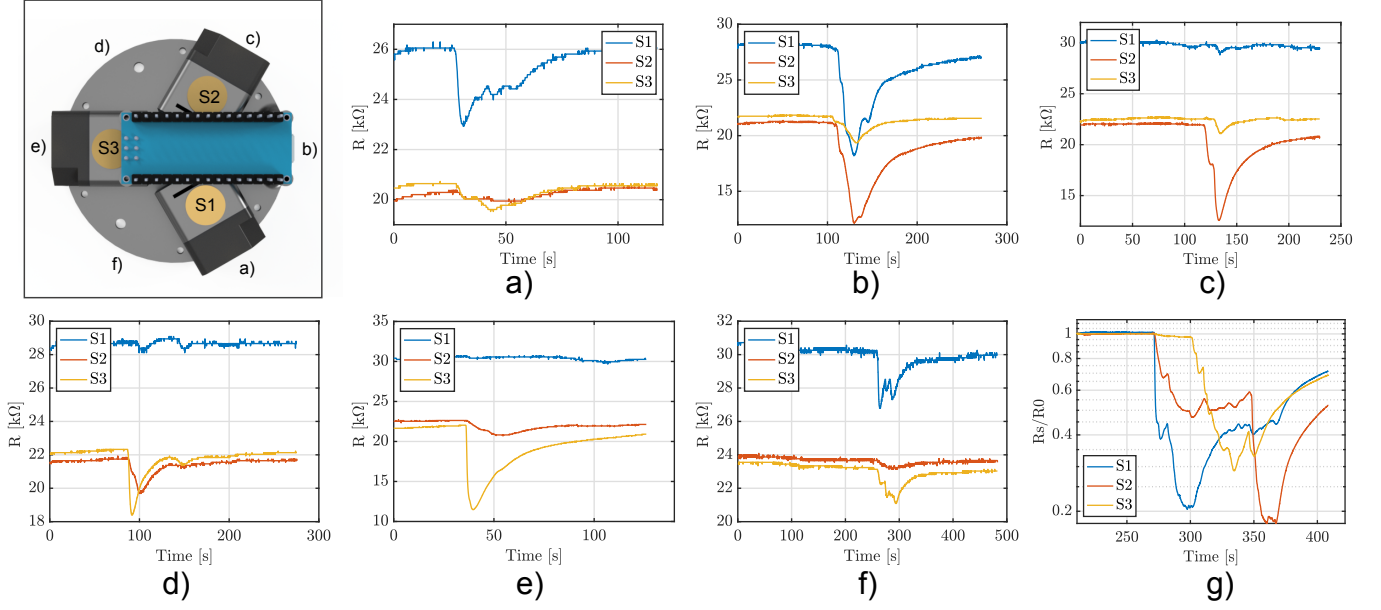 d)
c)
S2
e)
S3
b)
S1
f)
a)
R [kΩ]
26
24
22
20
0
50
100
Time [s]
S1
S2
S3
a)
R [kΩ]
30
25
20
15
0
100
200
300
Time [s]
S1
S2
S3
b)
R [kΩ]
30
25
20
15
0
50
100
150
200
250
Time [s]
S1
S2
S3
c)
R [kΩ]
30
28
26
24
22
20
18
0
100
200
300
Time [s]
S1
S2
S3
d)
R [kΩ]
35
30
25
20
15
10
0
50
100
Time [s]
S1
S2
S3
e)
R [kΩ]
32
30
28
26
24
22
20
0
100
200
300
400
500
Time [s]
S1
S2
S3
f)
Rs/R0
1
0.8
0.6
0.4
0.2
250
300
350
400
Time [s]
S1
S2
S3
g)